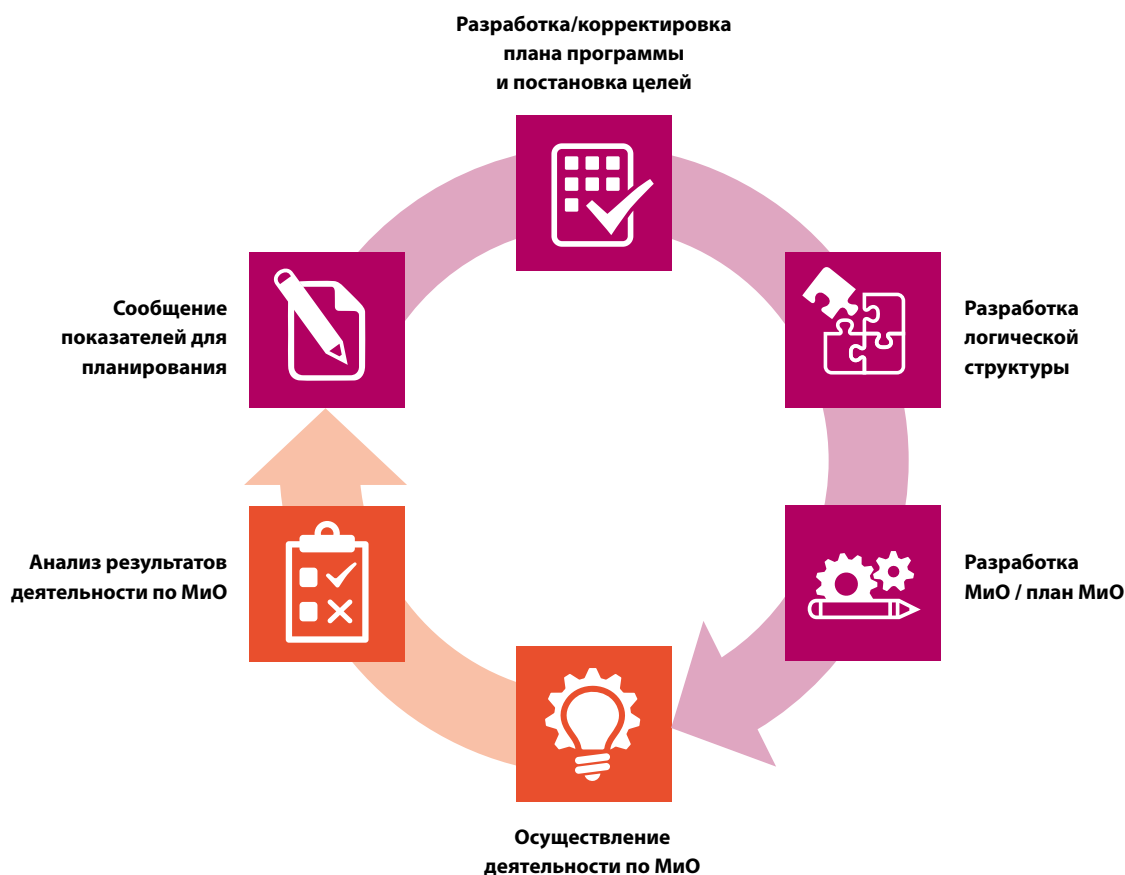 Разработка/корректировка
плана программы
и постановка целей
Сообщение
показателей для
планирования
Разработка
логической
структуры
Анализ результатов
деятельности по МиО
Разработка
МиО / план МиО
Осуществление
деятельности по МиО